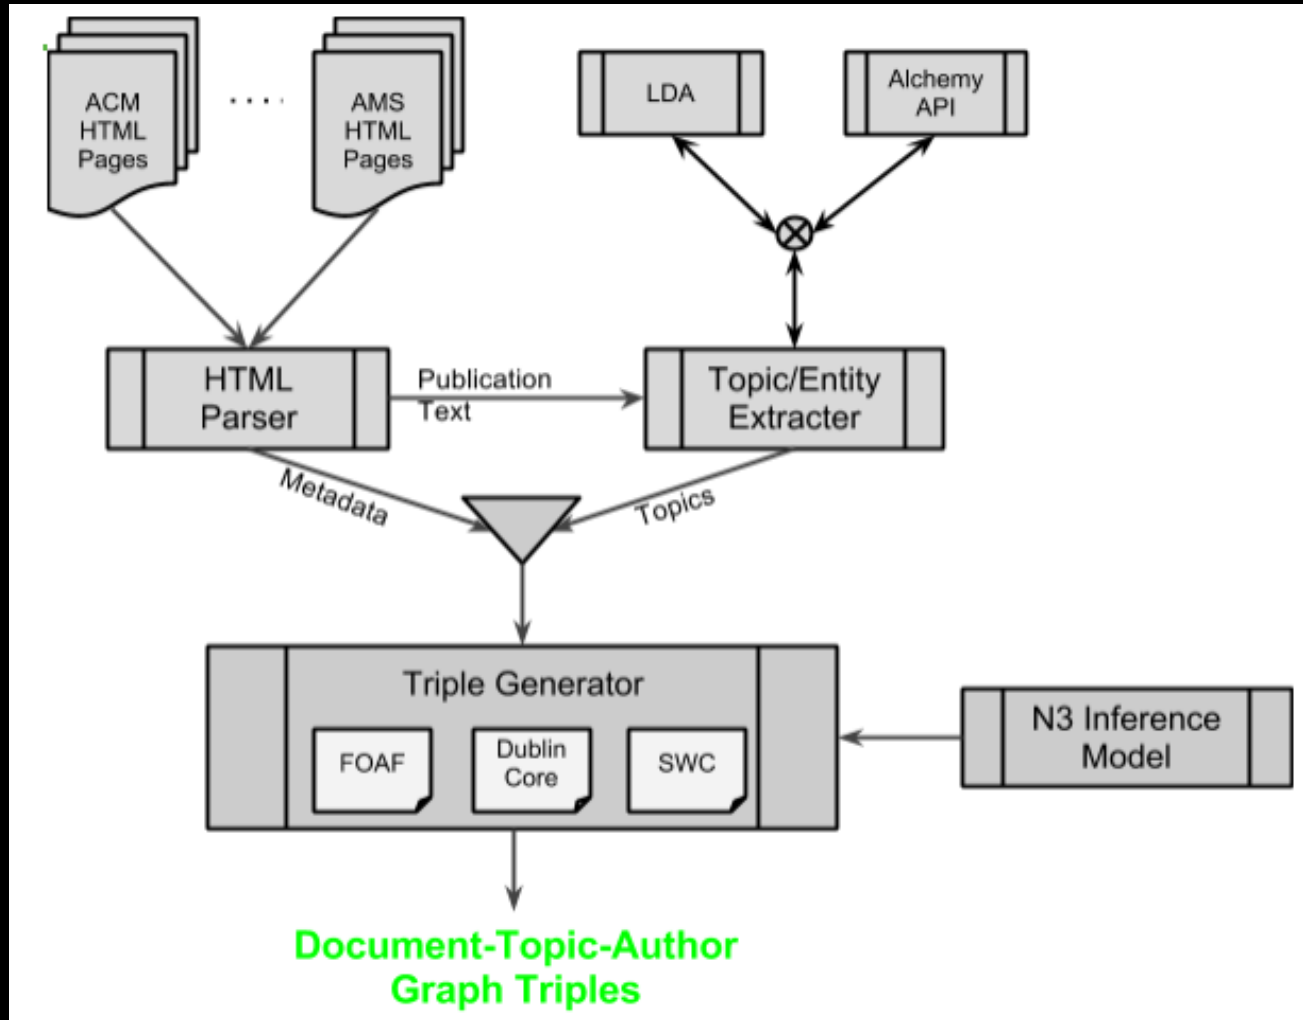 ACM
HTML
Pages
. . . .
AMS
HTML
Pages
LDA
Alchemy
API
HTML
Parser
Publication
Text
Topic/Entity
Extracter
Metadata
Topics
Triple Generator
FOAF
Dublin
Core
SWC
N3 Inference
Model
Document-Topic-Author
Graph Triples